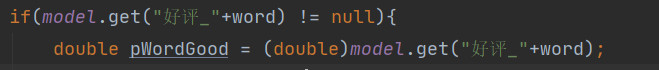 if(model.get("好评_"+word) != null){
double pWordGood = (double)model.get("好评_"+word);